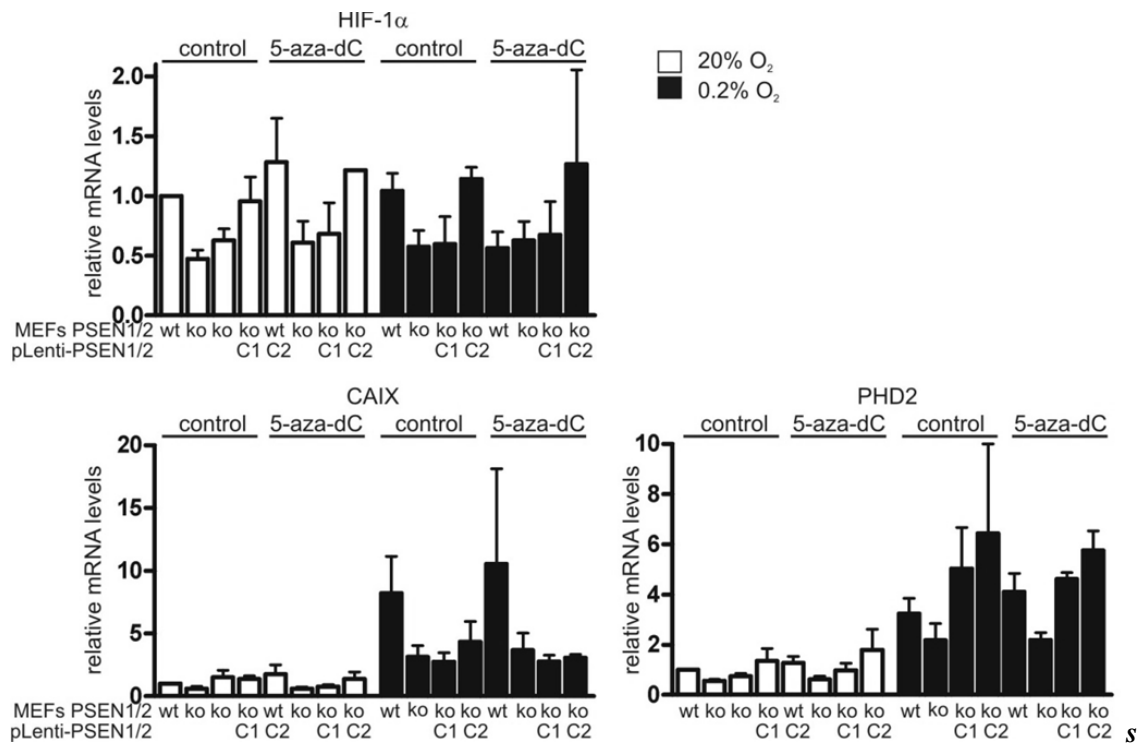 HIF-1α
control 5-aza-dC control 5-aza-dC
20% O2
0.2% O2
relative mRNA levels
2.0
1.5
1.0
0.5
0.0
MEFs PSEN1/2 wt ko ko ko wt ko ko ko wt ko ko ko wt ko ko ko
pLenti-PSEN1/2 C1 C2 C1 C2 C1 C2 C1 C2
CAIX
control 5-aza-dC control 5-aza-dC
relative mRNA levels
20
15
10
5
0
MEFs PSEN1/2 wt ko ko ko wt ko ko ko wt ko ko ko wt ko ko ko
pLenti-PSEN1/2 C1 C2 C1 C2 C1 C2 C1 C2
PHD2
control 5-aza-dC control 5-aza-dC
relative mRNA levels
10
8
6
4
2
0
MEFs PSEN1/2 wt ko ko ko wt ko ko ko wt ko ko ko wt ko ko ko
pLenti-PSEN1/2 C1 C2 C1 C2 C1 C2 C1 C2
s